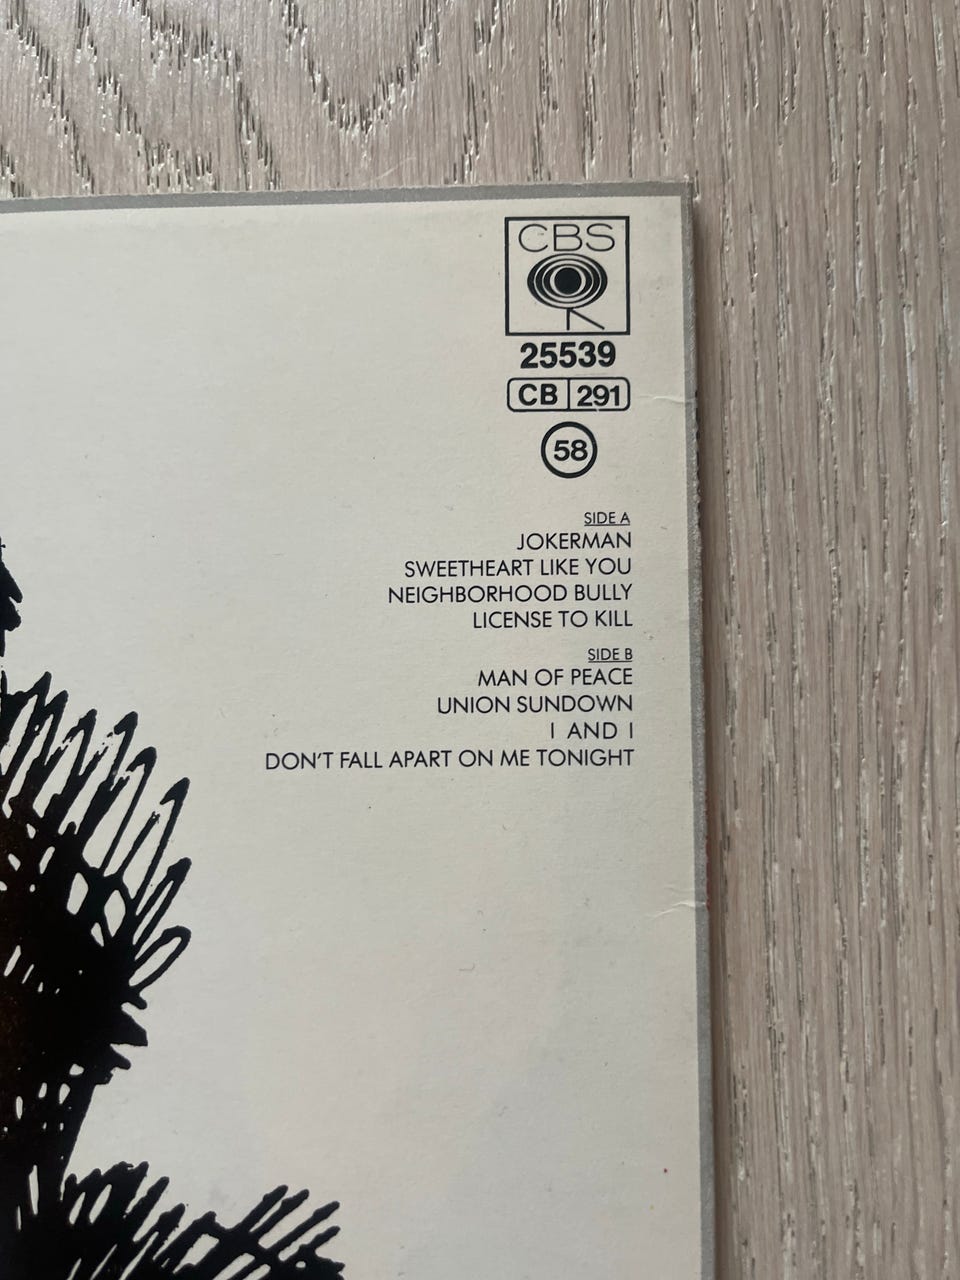 CBS
25539
CB 291
58
SIDE A
JOKERMAN
SWEETHEART LIKE YOU
NEIGHBORHOOD BULLY
LICENSE TO KILL
SIDE B
MAN OF PEACE
UNION SUNDOWN
I AND I
DON'T FALL APART ON ME TONIGHT